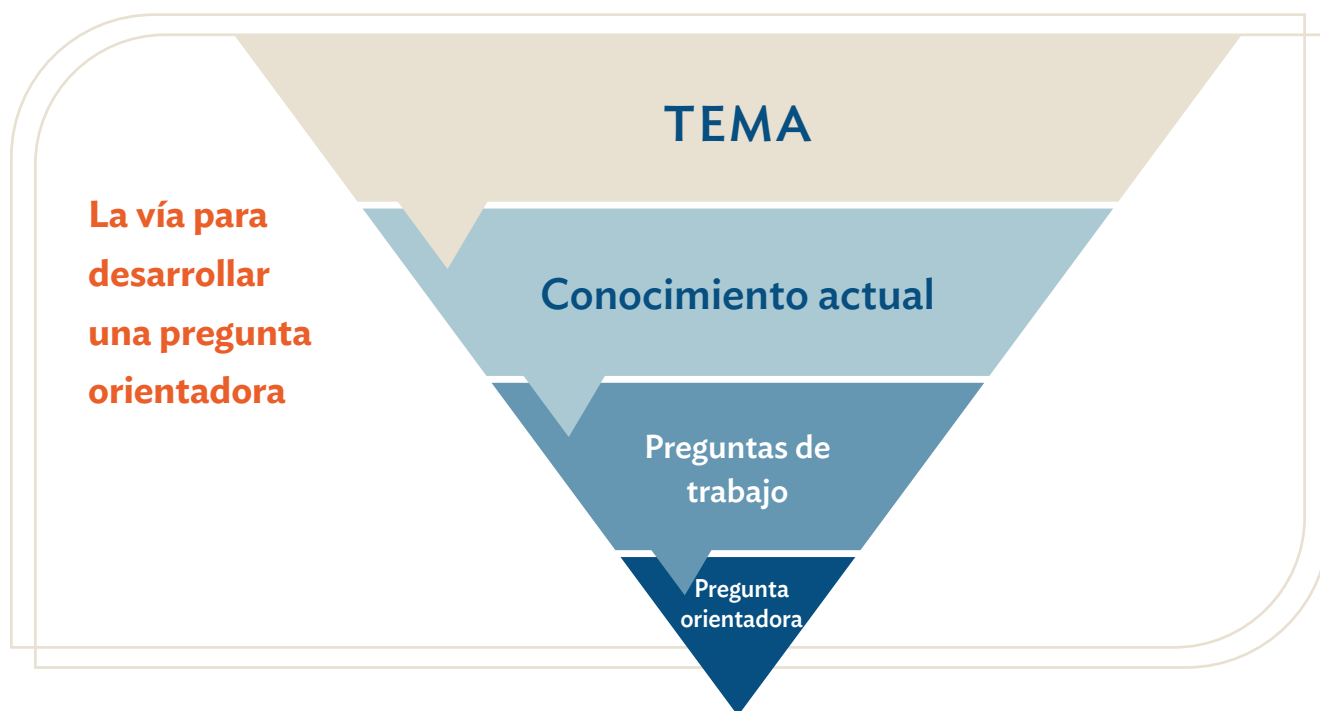 La vía para
desarrollar
una pregunta
orientadora
TEMA
Conocimiento actual
Preguntas de
trabajo
Pregunta
orientadora